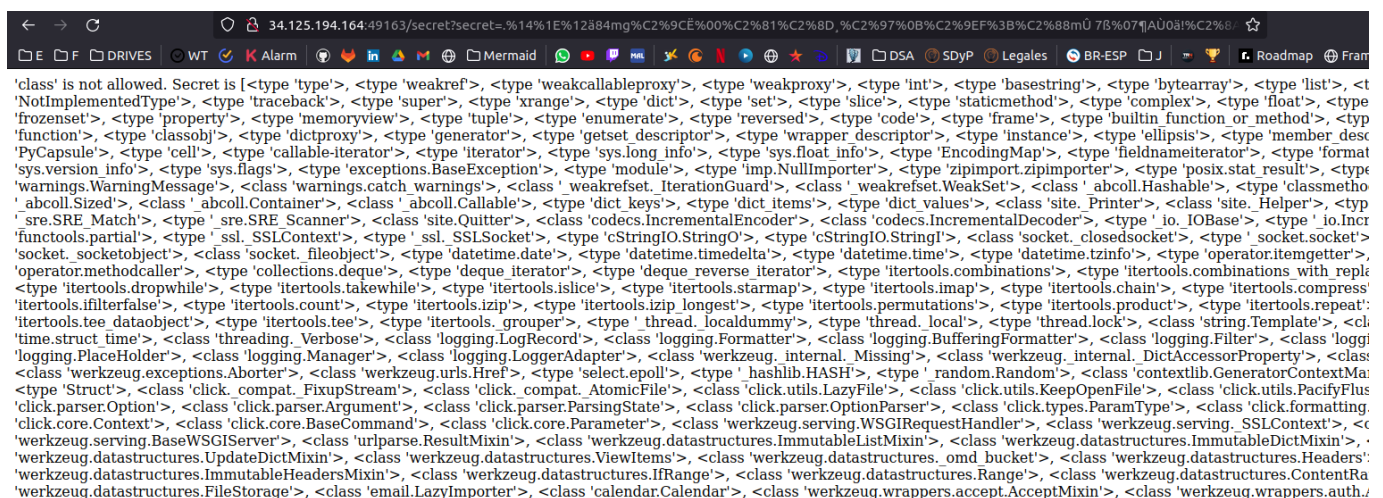 34.125.194.164:49163/secret?secret=.%14%1E%12ä84mg%C2%9CË%00%C2%81%C2%8D¸%C2%97%0B%C2%9EF%3B%C2%88mÛ 7ß%07¶AÙ0ä!%C2%8
E F DRIVES WT K Alarm Mermaid DSA SDyP Legales BR-ESP J Roadmap Fram
'class' is not allowed. Secret is [<type 'type'>, <type 'weakref'>, <type 'weakcallableproxy'>, <type 'weakproxy'>, <type 'int'>, <type 'basestring'>, <type 'bytearray'>, <type 'list'>, <t
'NotImplementedType'>, <type 'traceback'>, <type 'super'>, <type 'xrange'>, <type 'dict'>, <type 'set'>, <type 'slice'>, <type 'staticmethod'>, <type 'complex'>, <type 'float'>, <type
'frozenset'>, <type 'property'>, <type 'memoryview'>, <type 'tuple'>, <type 'enumerate'>, <type 'reversed'>, <type 'code'>, <type 'frame'>, <type 'builtin_function_or_method'>, <typ
'function'>, <type 'classobj'>, <type 'dictproxy'>, <type 'generator'>, <type 'getset_descriptor'>, <type 'wrapper_descriptor'>, <type 'instance'>, <type 'ellipsis'>, <type 'member_desc
'PyCapsule'>, <type 'cell'>, <type 'callable-iterator'>, <type 'iterator'>, <type 'sys.long_info'>, <type 'sys.float_info'>, <type 'EncodingMap'>, <type 'fieldnameiterator'>, <type 'format
'sys.version_info'>, <type 'sys.flags'>, <type 'exceptions.BaseException'>, <type 'module'>, <type 'imp.NullImporter'>, <type 'zipimport.zipimporter'>, <type 'posix.stat_result'>, <type
'warnings.WarningMessage'>, <class 'warnings.catch_warnings'>, <class '_weakrefset._IterationGuard'>, <class '_weakrefset.WeakSet'>, <class '_abcoll.Hashable'>, <type 'classmetho
'_abcoll.Sized'>, <class '_abcoll.Container'>, <class '_abcoll.Callable'>, <type 'dict_keys'>, <type 'dict_items'>, <type 'dict_values'>, <class 'site._Printer'>, <class 'site._Helper'>, <typ
'_sre.SRE_Match'>, <type '_sre.SRE_Scanner'>, <class 'site.Quitter'>, <class 'codecs.IncrementalEncoder'>, <class 'codecs.IncrementalDecoder'>, <type '_io._IOBase'>, <type '_io.Incr
'functools.partial'>, <type '_ssl._SSLContext'>, <type '_ssl._SSLSocket'>, <type 'cStringIO.StringO'>, <type 'cStringIO.StringI'>, <class 'socket._closedsocket'>, <type '_socket.socket'>
'socket._socketobject'>, <class 'socket._fileobject'>, <type 'datetime.date'>, <type 'datetime.timedelta'>, <type 'datetime.time'>, <type 'datetime.tzinfo'>, <type 'operator.itemgetter'>,
'operator.methodcaller'>, <type 'collections.deque'>, <type 'deque_iterator'>, <type 'deque_reverse_iterator'>, <type 'itertools.combinations'>, <type 'itertools.combinations_with_repla
<type 'itertools.dropwhile'>, <type 'itertools.takewhile'>, <type 'itertools.islice'>, <type 'itertools.starmap'>, <type 'itertools.imap'>, <type 'itertools.chain'>, <type 'itertools.compress'
'itertools.ifilterfalse'>, <type 'itertools.count'>, <type 'itertools.izip'>, <type 'itertools.izip_longest'>, <type 'itertools.permutations'>, <type 'itertools.product'>, <type 'itertools.repeat'>
'itertools.tee_dataobject'>, <type 'itertools.tee'>, <type 'itertools._grouper'>, <type '_thread._localdummy'>, <type 'thread._local'>, <type 'thread.lock'>, <class 'string.Template'>, <cl
'time.struct_time'>, <class 'threading._Verbose'>, <class 'logging.LogRecord'>, <class 'logging.Formatter'>, <class 'logging.BufferingFormatter'>, <class 'logging.Filter'>, <class 'loggi
'logging.PlaceHolder'>, <class 'logging.Manager'>, <class 'logging.LoggerAdapter'>, <class 'werkzeug._internal._Missing'>, <class 'werkzeug._internal._DictAccessorProperty'>, <class
<class 'werkzeug.exceptions.Aborter'>, <class 'werkzeug.urls.Href'>, <type 'select.epoll'>, <type '_hashlib.HASH'>, <type '_random.Random'>, <class 'contextlib.GeneratorContextMa
<type 'Struct'>, <class 'click._compat._FixupStream'>, <class 'click._compat._AtomicFile'>, <class 'click.utils.LazyFile'>, <class 'click.utils.KeepOpenFile'>, <class 'click.utils.PacifyFlus
'click.parser.Option'>, <class 'click.parser.Argument'>, <class 'click.parser.ParsingState'>, <class 'click.parser.OptionParser'>, <class 'click.types.ParamType'>, <class 'click.formatting.
'click.core.Context'>, <class 'click.core.BaseCommand'>, <class 'click.core.Parameter'>, <class 'werkzeug.serving.WSGIRequestHandler'>, <class 'werkzeug.serving._SSLContext'>, <c
'werkzeug.serving.BaseWSGIServer'>, <class 'urlparse.ResultMixin'>, <class 'werkzeug.datastructures.ImmutableListMixin'>, <class 'werkzeug.datastructures.ImmutableDictMixin'>, <
'werkzeug.datastructures.UpdateDictMixin'>, <class 'werkzeug.datastructures.ViewItems'>, <class 'werkzeug.datastructures._omd_bucket'>, <class 'werkzeug.datastructures.Headers'>
'werkzeug.datastructures.ImmutableHeadersMixin'>, <class 'werkzeug.datastructures.IfRange'>, <class 'werkzeug.datastructures.Range'>, <class 'werkzeug.datastructures.ContentRa
'werkzeug.datastructures.FileStorage'>, <class 'email.LazyImporter'>, <class 'calendar.Calendar'>, <class 'werkzeug.wrappers.accept.AcceptMixin'>, <class 'werkzeug.wrappers.auth.A